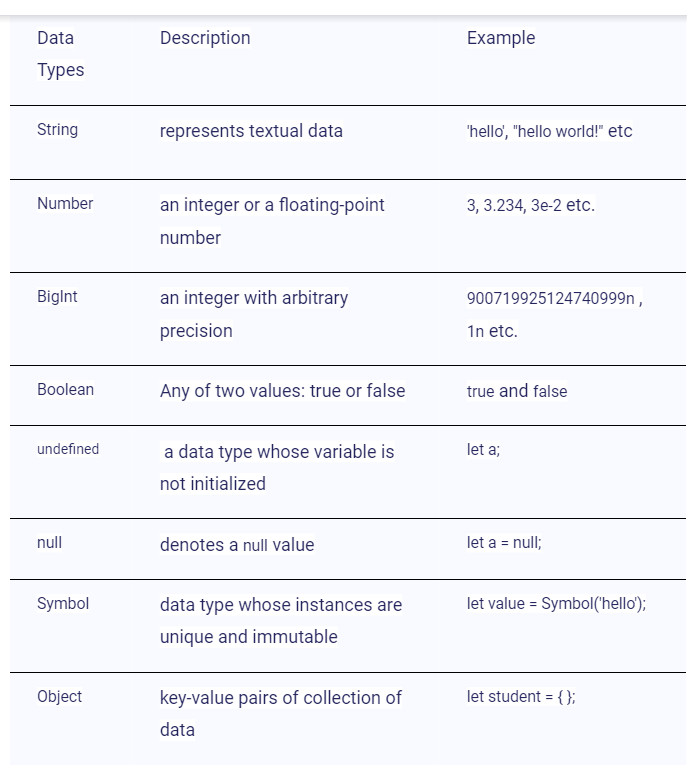 Data Description Example
Types
String represents textual data 'hello', "hello world!" etc
Number an integer or a floating-point 3, 3.234, 3e-2 etc.
number
BigInt an integer with arbitrary 900719925124740999n ,
precision 1n etc.
Boolean Any of two values: true or false true and false
undefined a data type whose variable is let a;
not initialized
null denotes a null value let a = null;
Symbol data type whose instances are let value = Symbol('hello');
unique and immutable
Object key-value pairs of collection of let student = { };
data